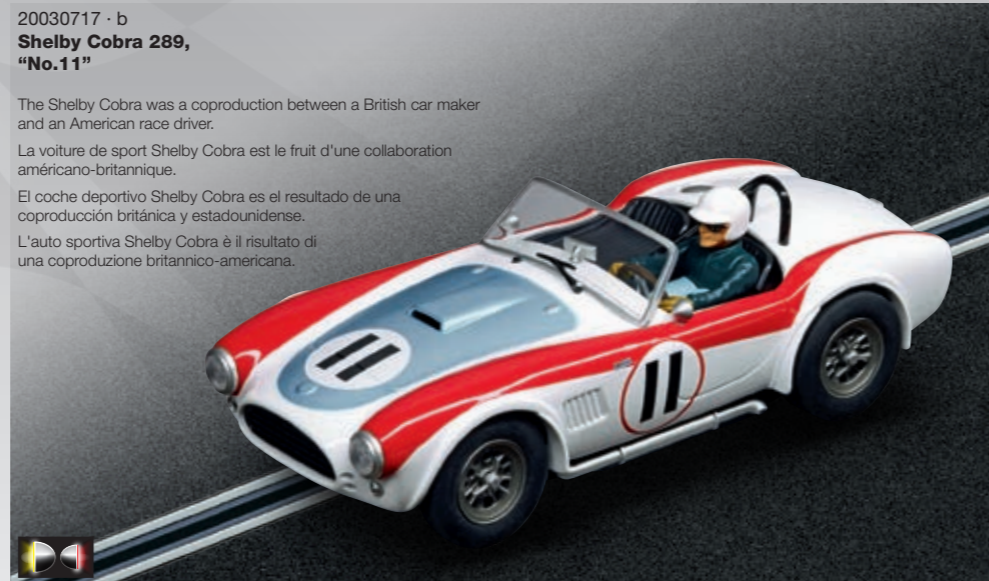 20030717 · b
Shelby Cobra 289,
“No.11”
The Shelby Cobra was a coproduction between a British car maker
and an American race driver.
La voiture de sport Shelby Cobra est le fruit d'une collaboration
américano-britannique.
El coche deportivo Shelby Cobra es el resultado de una
coproducción británica y estadounidense.
L'auto sportiva Shelby Cobra è il risultato di
una coproduzione britannico-americana.
11
11